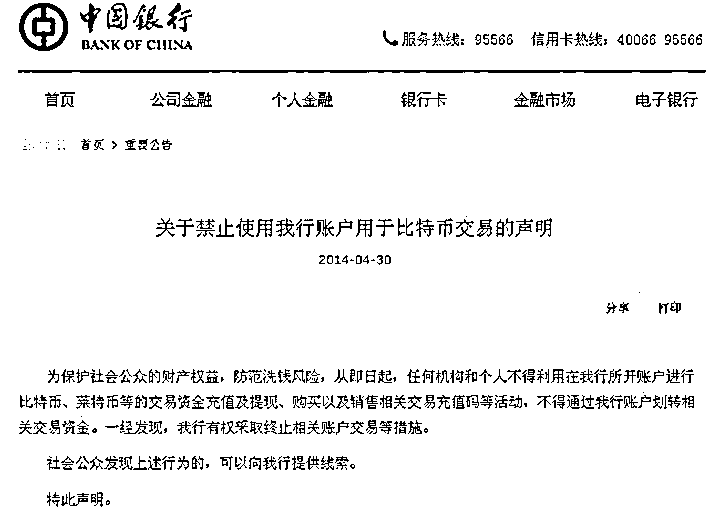 中国银行
BANK OF CHINA
服务热线：95566 信用卡热线：40066-95566
首页 公司金融 个人金融 银行卡 金融市场 电子银行
首页 > 重要公告
关于禁止使用我行账户用于比特币交易的声明
2014-04-30
分享 打印
为保护社会公众的财产权益，防范洗钱风险，从即日起，任何机构和个人不得利用在我行所开账户进行
比特币、莱特币等的交易资金充值及提现、购买以及销售相关交易充值码等活动，不得通过我行账户划转相
关交易资金。一经发现，我行有权采取终止相关账户交易等措施。
社会公众发现上述行为的，可以向我行提供线索。
特此声明。